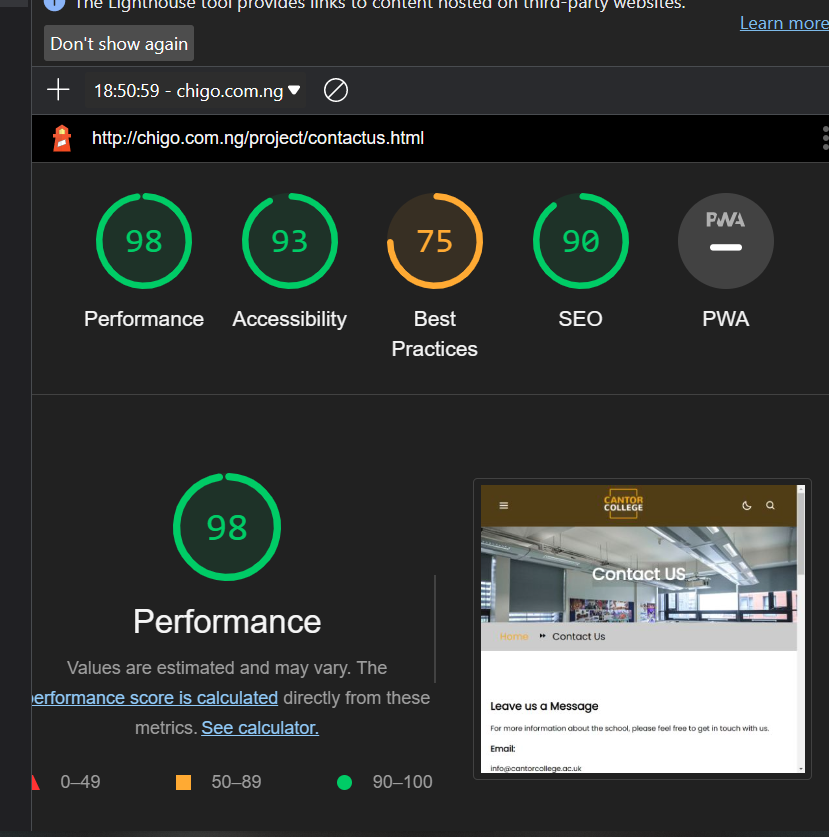 The Lighthouse tool provides links to content hosted on third-party websites.
Learn more
Don't show again
18:50:59 - chigo.com.ng
http://chigo.com.ng/project/contactus.html
98
93
75
90
PWA
Performance
Accessibility
Best
Practices
SEO
PWA
98
Performance
Values are estimated and may vary. The
performance score is calculated directly from these
metrics. See calculator.
0–49
50–89
90–100
CANTOR
COLLEGE
Contact US
Home
Contact Us
Leave us a Message
For more information about the school, please feel free to get in touch with us.
Email:
info@cantorcollege.ac.uk